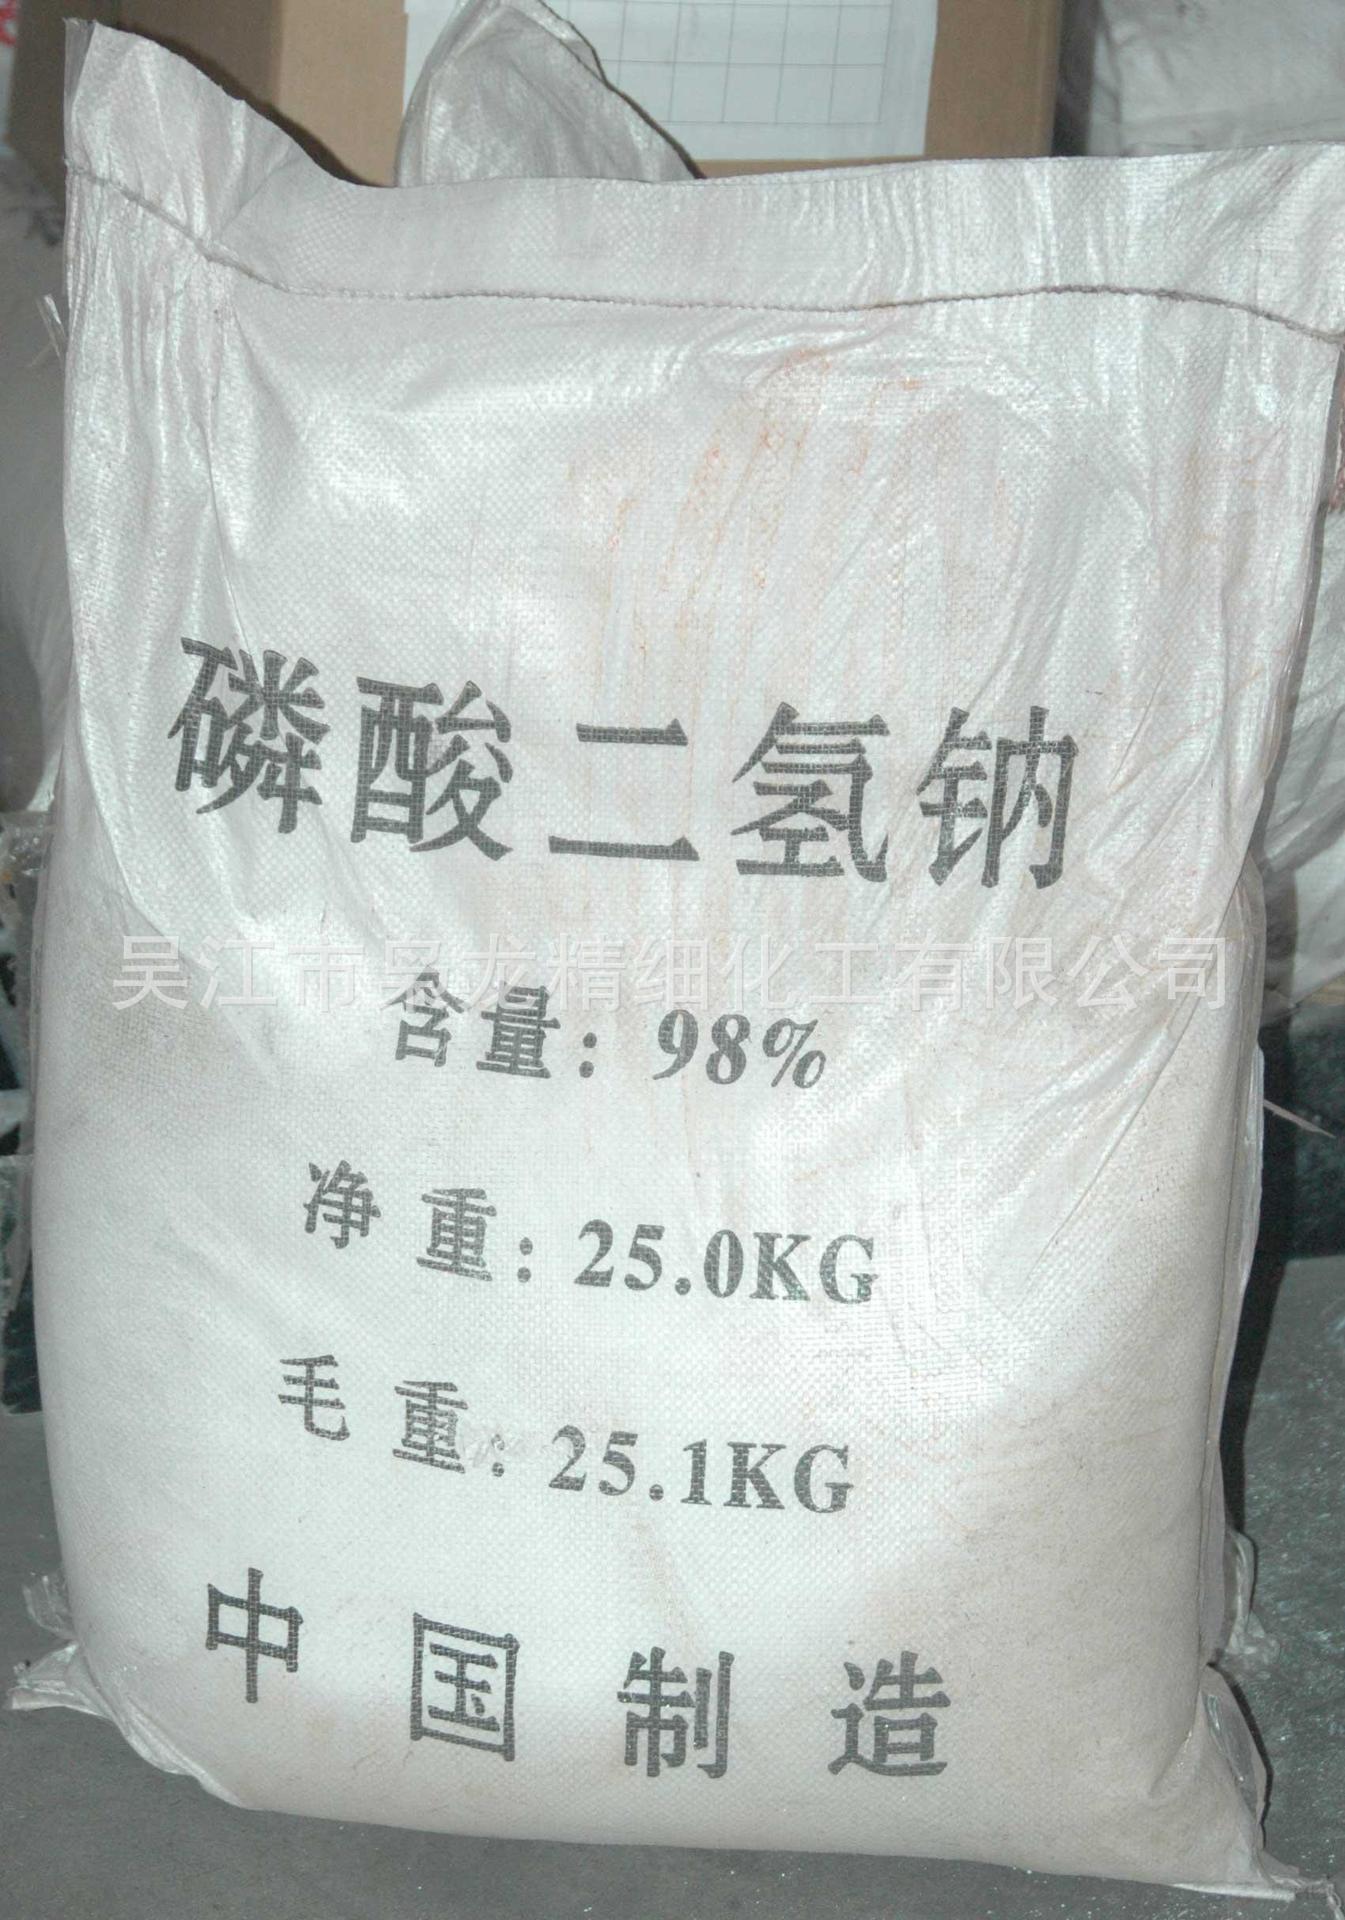 磷酸二氢钠
吴江市枭龙精细化工有限公司
含量：98%
净重：25.0KG
毛重：25.1KG
中国制造